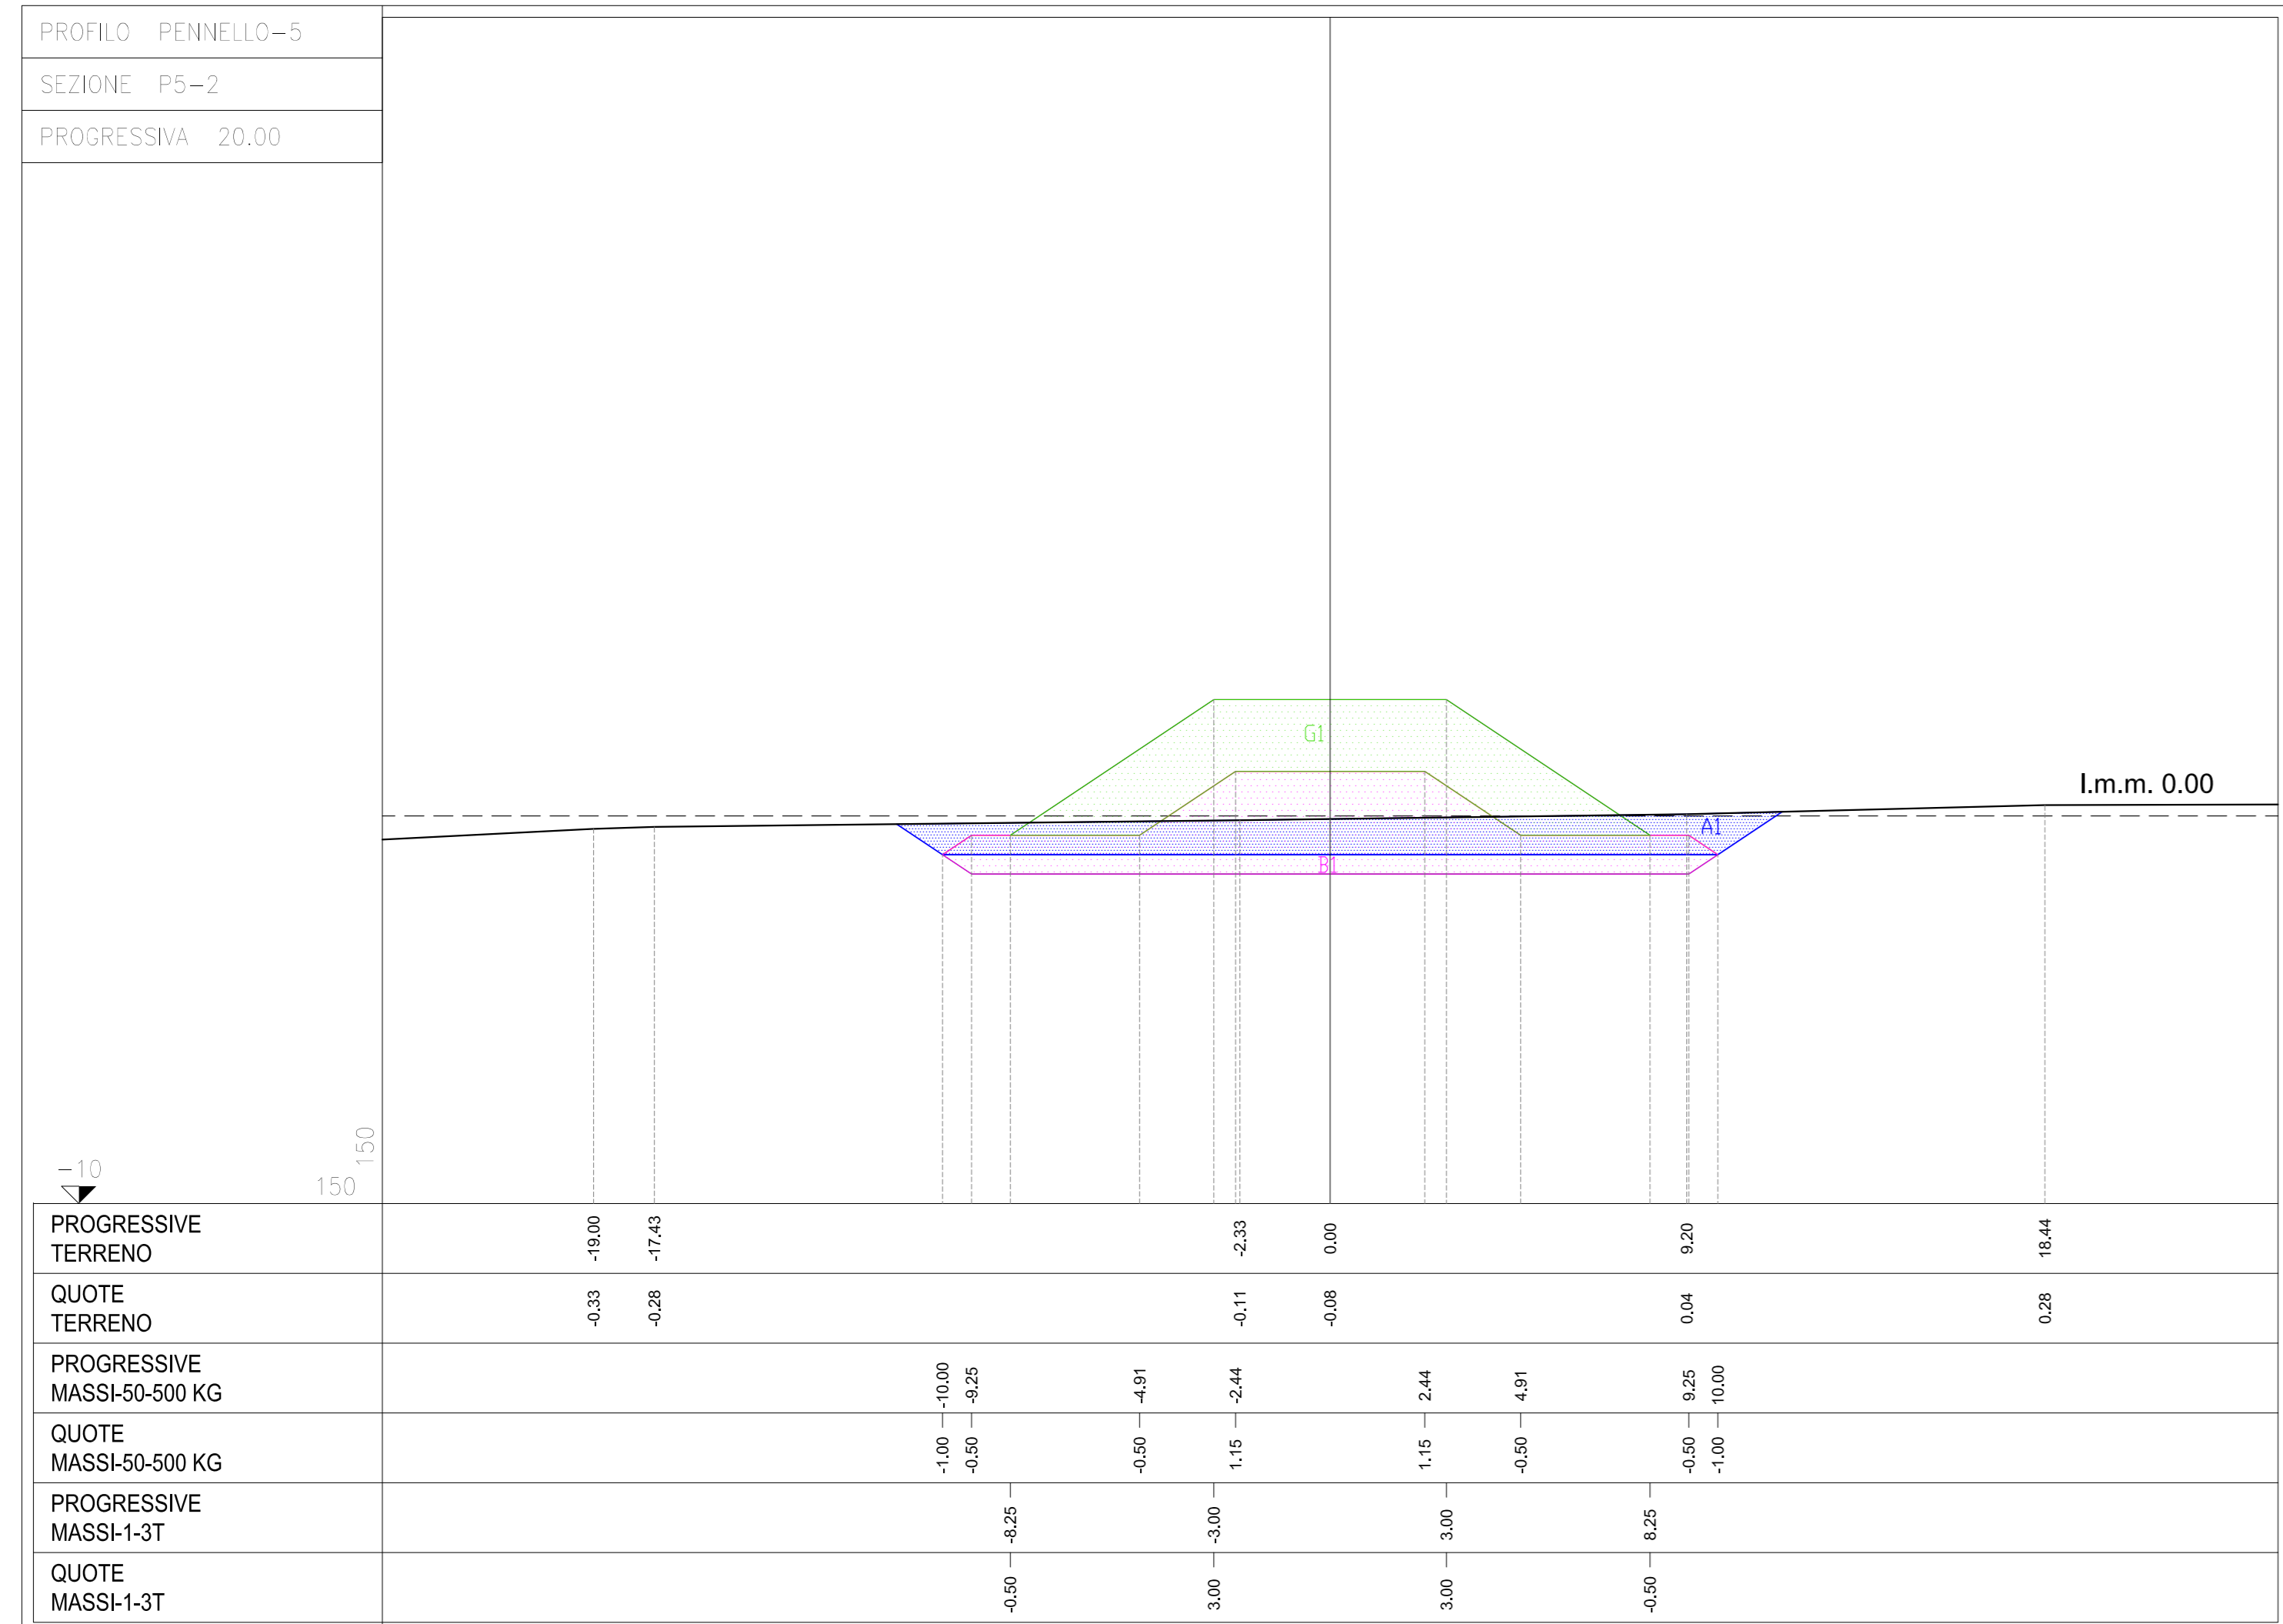 PROFILO PENNELLO-5
SEZIONE P5-2
PROGRESSIVA 20.00
G1
l.m.m. 0.00
A1
B1
150
-10
150
PROGRESSIVE
TERRENO
-19.00 -17.43 -2.33 0.00 9.20 18.44
QUOTE
TERRENO
-0.33 -0.28 -0.11 -0.08 0.04 0.28
PROGRESSIVE
MASSI-50-500 KG
-10.00 -9.25 -4.91 -2.44 2.44 4.91 9.25 10.00
QUOTE
MASSI-50-500 KG
-1.00 -0.50 -0.50 1.15 1.15 -0.50 -0.50 -1.00
PROGRESSIVE
MASSI-1-3T
-8.25 -3.00 3.00 8.25
QUOTE
MASSI-1-3T
-0.50 3.00 3.00 -0.50